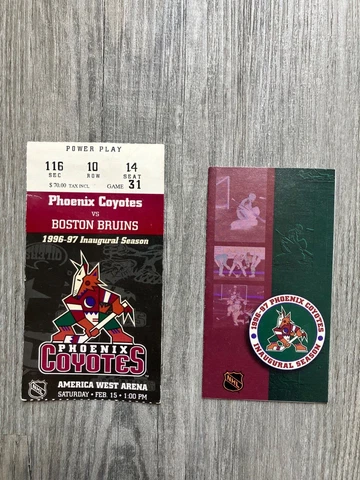 POWER PLAY
116 10 14
SEC ROW SEAT
$ 70.00 TAX INCL. GAME 31
Phoenix Coyotes
VS
BOSTON BRUINS
1996-97 Inaugural Season
PHOENIX
COYOTES
NHL
AMERICA WEST ARENA
SATURDAY • FEB. 15 • 1:00 PM
1996-97 PHOENIX COYOTES
INAUGURAL SEASON
NHL